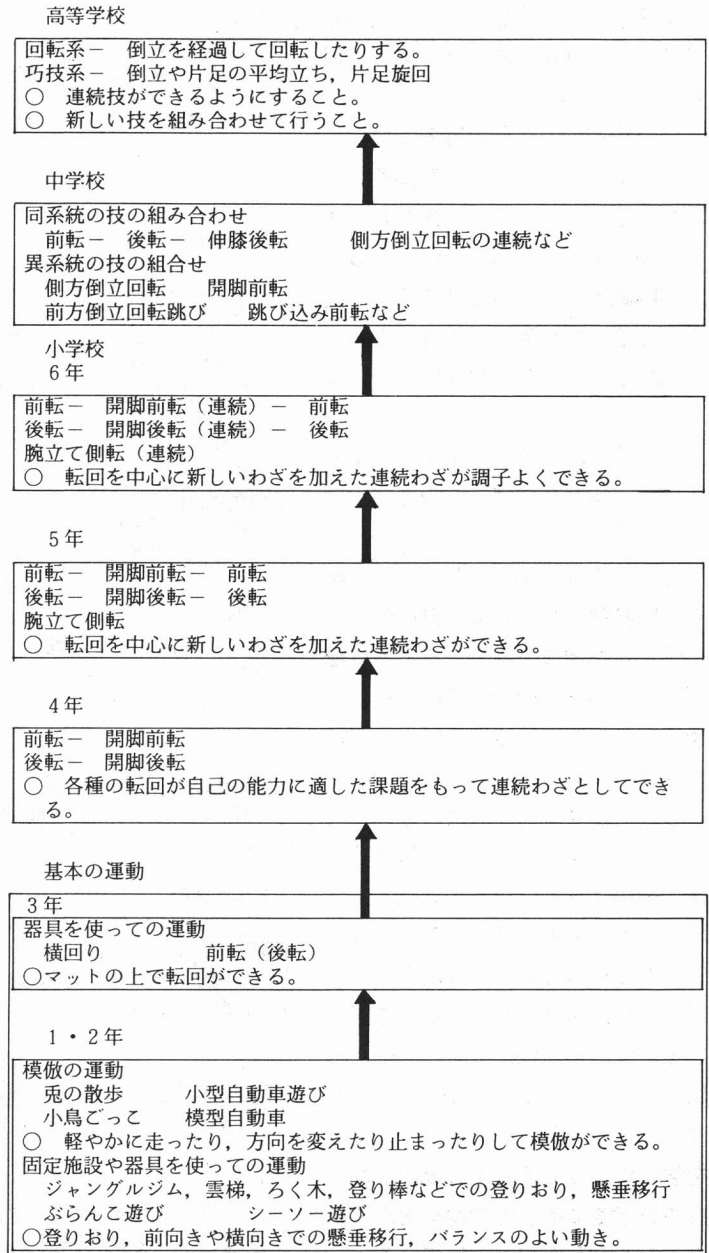 高等学校
回転系－　倒立を経過して回転したりする。
巧技系－　倒立や片足の平均立ち，片足旋回
○　連続技ができるようにすること。
○　新しい技を組み合わせて行うこと。
中学校
同系統の技の組み合わせ
前転－　後転－　伸膝後転　　　側方倒立回転の連続など
異系統の技の組合せ
側方倒立回転　　開脚前転
前方倒立回転跳び　　跳び込み前転など
小学校
6年
前転－　開脚前転（連続）－　前転
後転－　開脚後転（連続）－　後転
腕立て側転（連続）
○　転回を中心に新しいわざを加えた連続わざが調子よくできる。
5年
前転－　開脚前転－　前転
後転－　開脚後転－　後転
腕立て側転
○　転回を中心に新しいわざを加えた連続わざができる。
4年
前転－　開脚前転
後転－　開脚後転
○　各種の転回が自己の能力に適した課題をもって連続わざとしてでき
る。
基本の運動
3年
器具を使っての運動
横回り　　　　　前転（後転）
○マットの上で転回ができる。
1・2年
模倣の運動
兎の散歩　　　小型自動車遊び
小鳥ごっこ　　模型自動車
○　軽やかに走ったり，方向を変えたり止まったりして模倣ができる。
固定施設や器具を使っての運動
ジャングルジム，雲梯，ろく木，登り棒などでの登りおり，懸垂移行
ぶらんこ遊び　　　　シーソー遊び
○登りおり，前向きや横向きでの懸垂移行，バランスのよい動き。